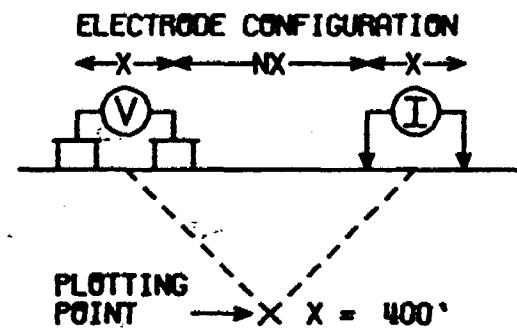 ELECTRODE CONFIGURATION
X NX X
V I
PLOTTING
POINT X X = 400'